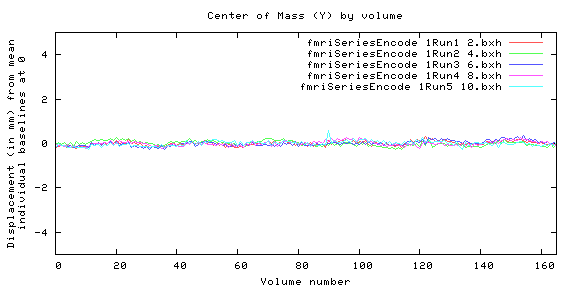 Center of Mass (Y) by volume
fmriSeriesEncode 1Run1 2.bxh
fmriSeriesEncode 1Run2 4.bxh
fmriSeriesEncode 1Run3 6.bxh
fmriSeriesEncode 1Run4 8.bxh
fmriSeriesEncode 1Run5 10.bxh
Displacement (in mm) from mean
individual baselines at 0
4
2
0
-2
-4
0 20 40 60 80 100 120 140 160
Volume number